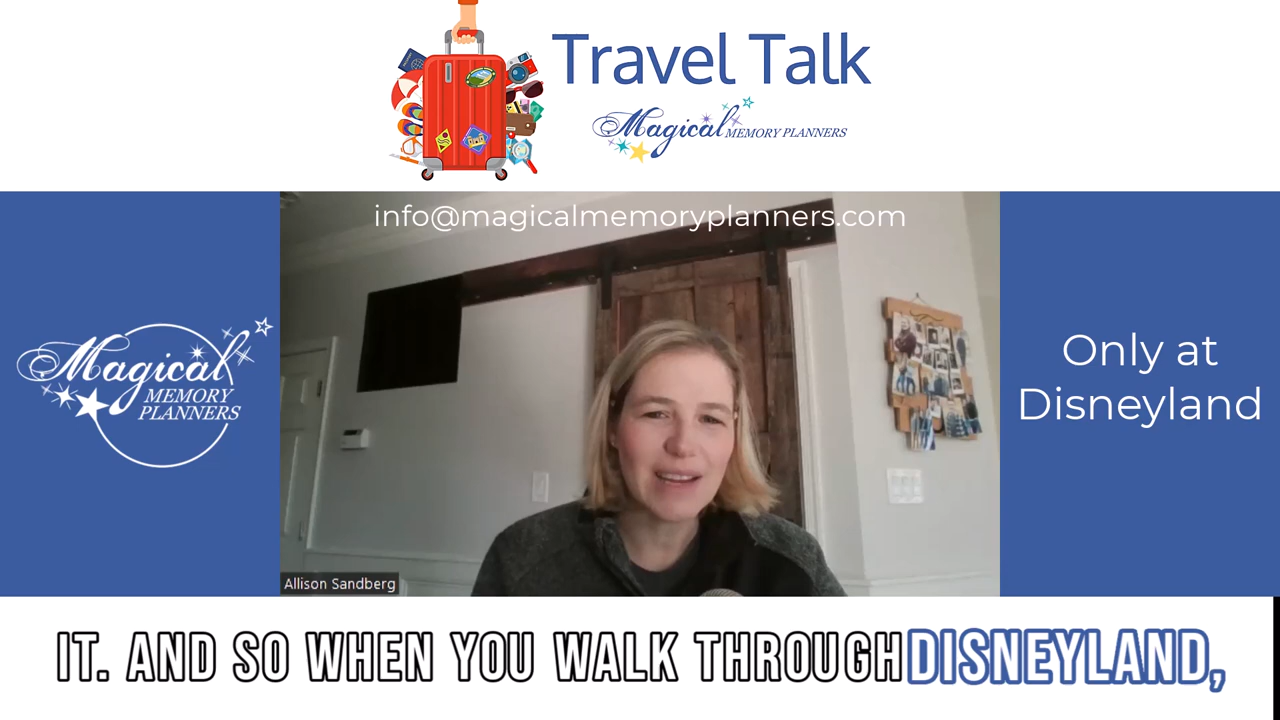 Travel Talk
Magical MEMORY PLANNERS
info@magicalmemoryplanners.com
Magical
MEMORY
PLANNERS
Only at
Disneyland
Allison Sandberg
IT. AND SO WHEN YOU WALK THROUGH DISNEYLAND,